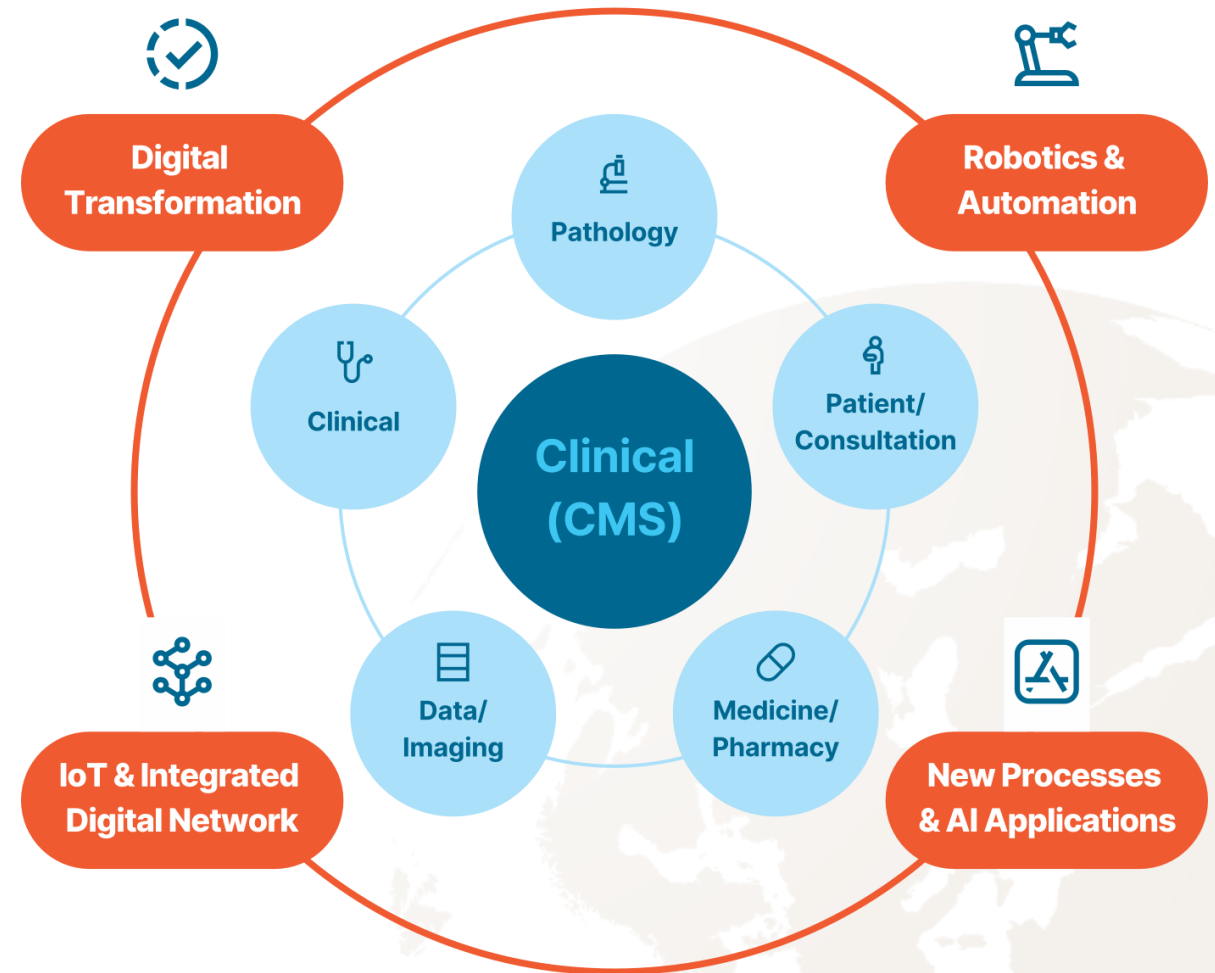 Digital
Transformation
Robotics &
Automation
Pathology
Clinical
Patient/
Consultation
Clinical
(CMS)
Data/
Imaging
Medicine/
Pharmacy
IoT & Integrated
Digital Network
New Processes
& AI Applications